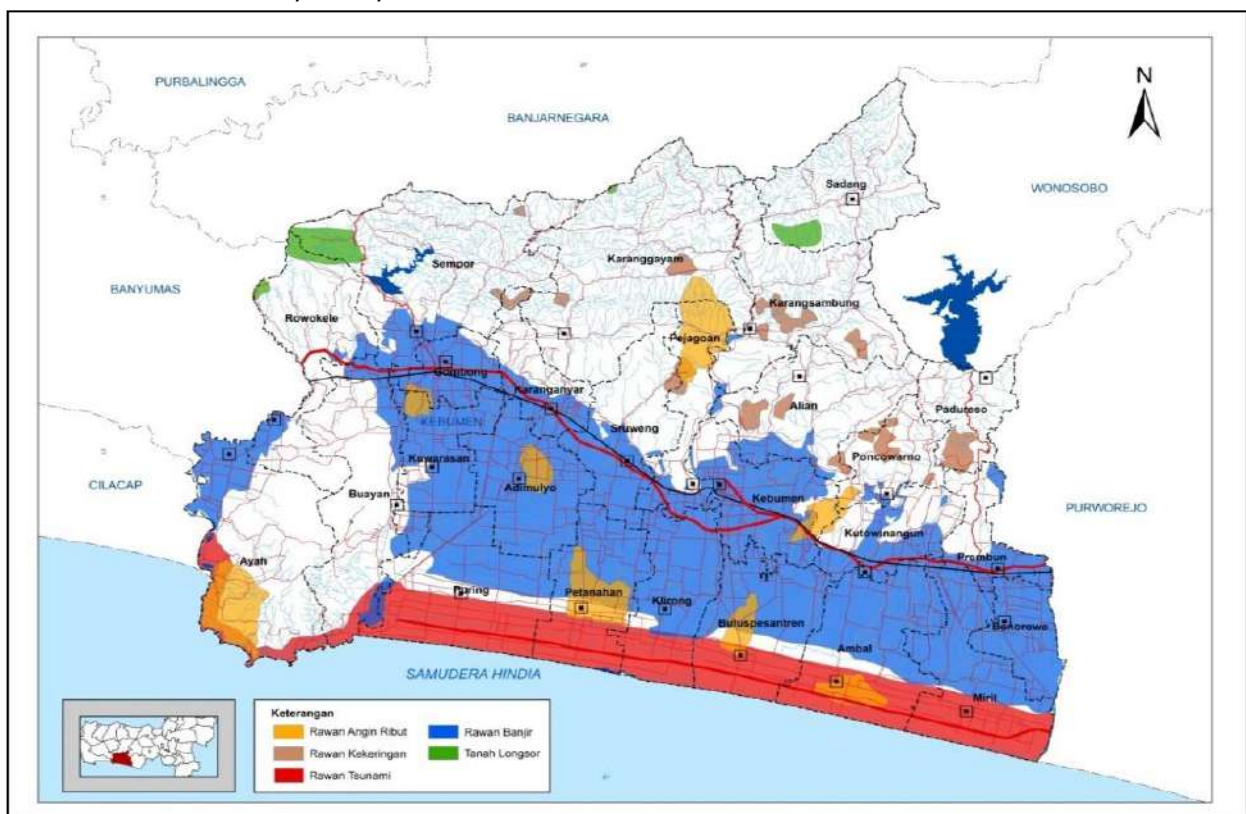 PURBALINGGA
BANJARNEGARA
N
WONOSOBO
Sadang
Sempor
Karanggayam
BANYUMAS
Rowokele
Karangsambung
Pejagoan
Gombong
Karanganyar
Alian
Padureso
KEBUMEN
Sruweng
Poncowarno
Kuwarasan
CILACAP
Adimulyo
Kebumen
Buayan
PURWOREJO
Kutowinangun
Prembun
Ayah
Puring
Petanahan
Klirong
Bonorowo
Buluspesantren
Ambal
SAMUDERA HINDIA
Mirit
Keterangan
Rawan Angin Ribut
Rawan Banjir
Rawan Kekeringan
Tanah Longsor
Rawan Tsunami